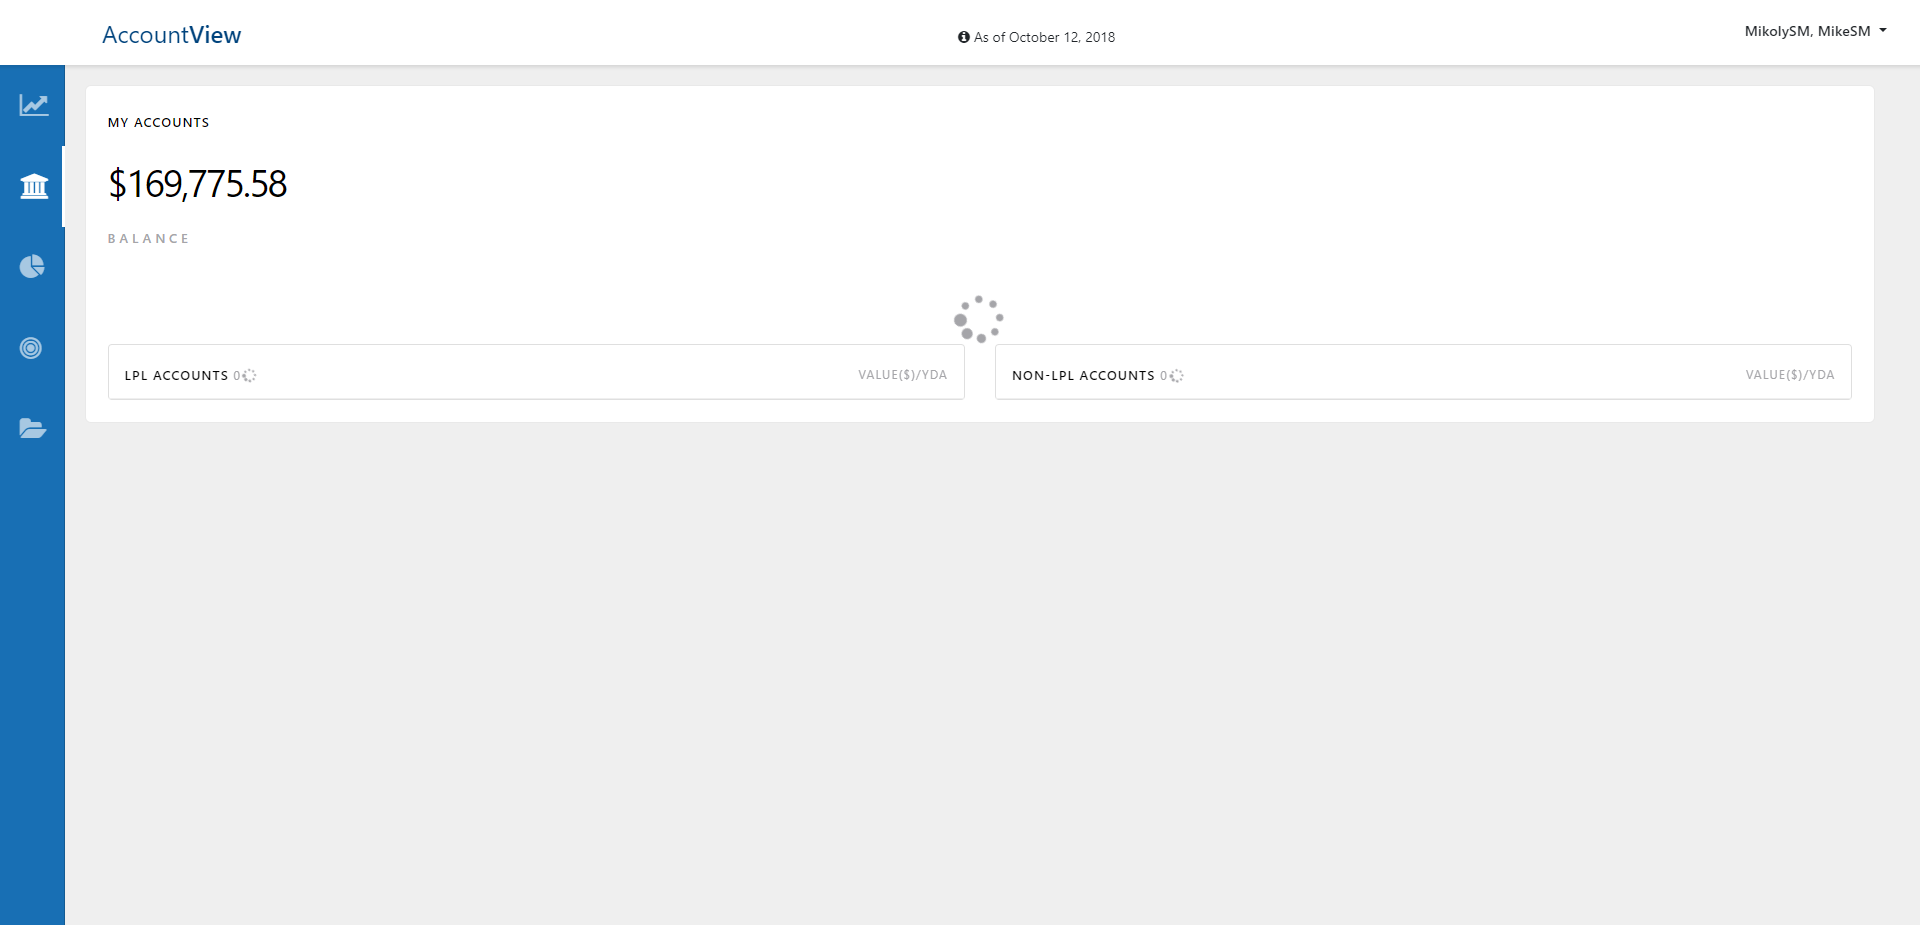 AccountView
As of October 12, 2018
MikolySM, MikeSM
MY ACCOUNTS
$169,775.58
BALANCE
LPL ACCOUNTS 0
VALUE($)/YDA
NON-LPL ACCOUNTS 0
VALUE($)/YDA